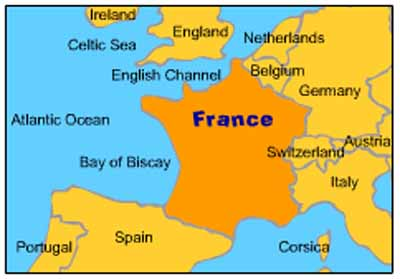 Ireland
England
Celtic Sea
Netherlands
English Channel
Belgium
Germany
Atlantic Ocean
France
Austria
Switzerland
Bay of Biscay
Italy
Spain
Portugal
Corsica